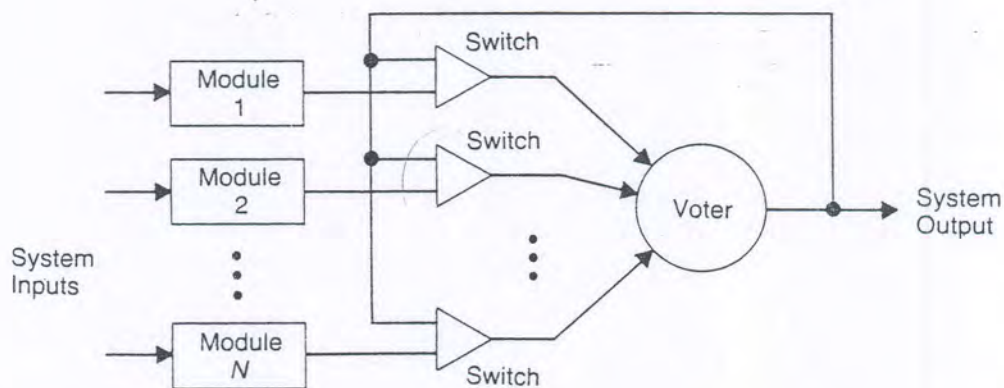 Switch
Module
1
Switch
Module
2
Voter
System
Output
System
Inputs
Module
N
Switch